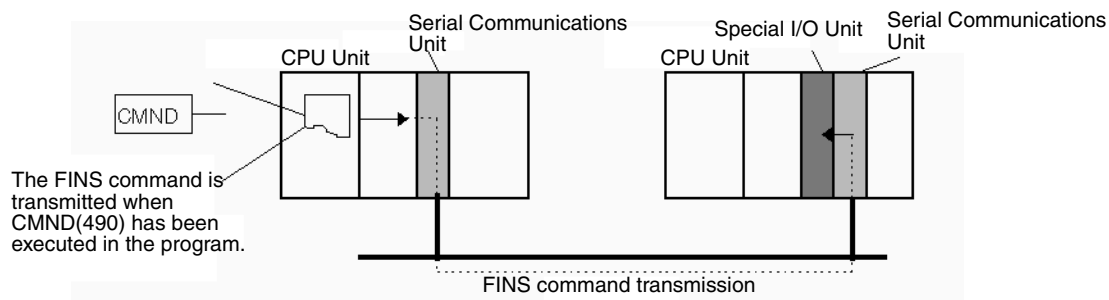 Serial Communications
Unit
CPU Unit
CMND
The FINS command is
transmitted when
CMND(490) has been
executed in the program.
Special I/O Unit
Serial Communications
Unit
CPU Unit
FINS command transmission